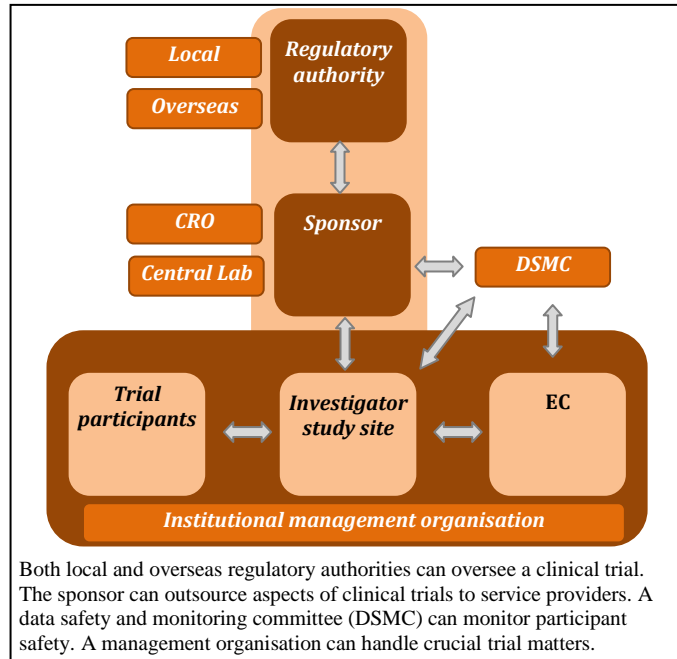 Local
Regulatory
authority
Overseas
CRO
Sponsor
Central Lab
DSMC
Trial
participants
Investigator
study site
EC
Institutional management organisation
Both local and overseas regulatory authorities can oversee a clinical trial.
The sponsor can outsource aspects of clinical trials to service providers. A
data safety and monitoring committee (DSMC) can monitor participant
safety. A management organisation can handle crucial trial matters.